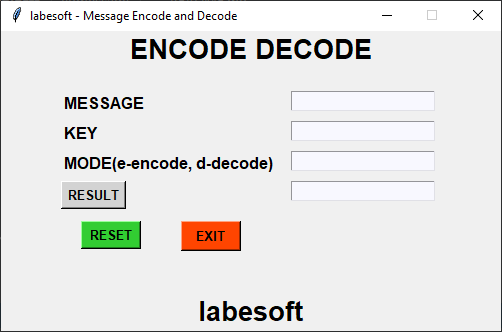 labesoft - Message Encode and Decode
ENCODE DECODE
MESSAGE
KEY
MODE(e-encode, d-decode)
RESULT
RESET EXIT
labesoft